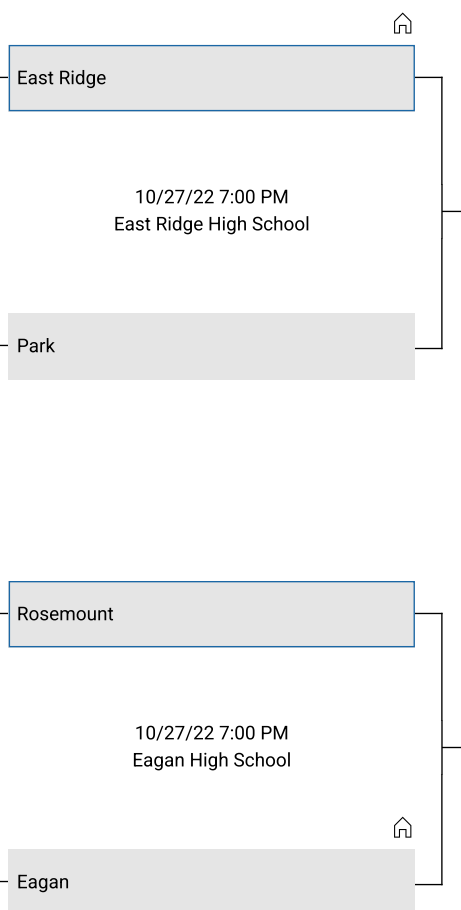 East Ridge
10/27/22 7:00 PM
East Ridge High School
Park
Rosemount
10/27/22 7:00 PM
Eagan High School
Eagan